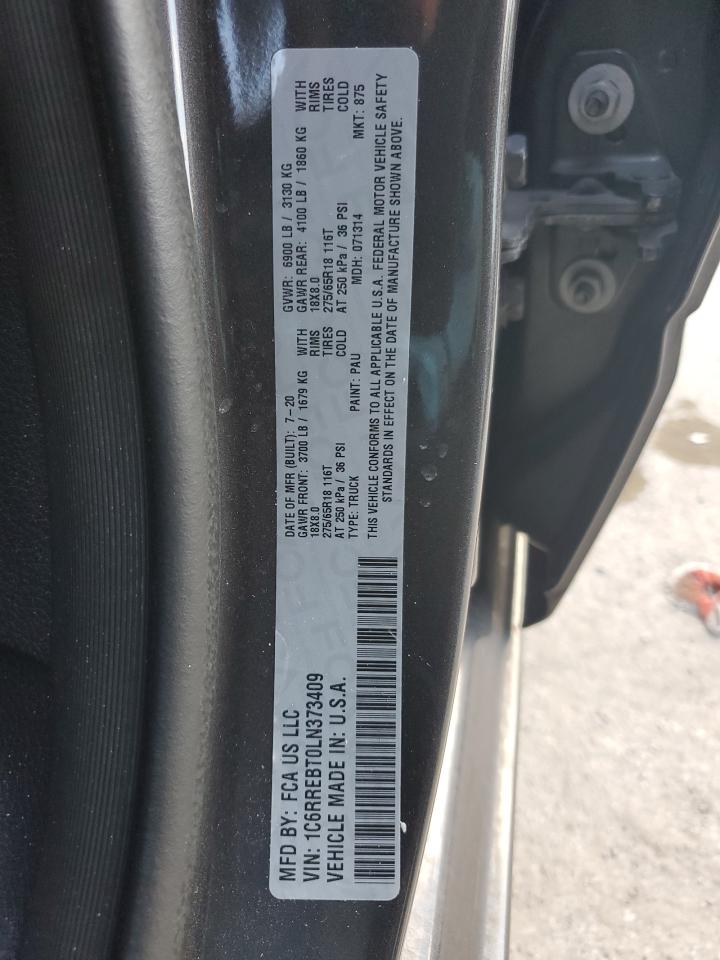 MFD BY: FCA US LLC
VIN: 1C6RREBT0LN373409
VEHICLE MADE IN: U.S.A.
DATE OF MFR (BUILT): 7-20 GVWR: 6900 LB / 3130 KG
GAWR FRONT: 3700 LB / 1679 KG WITH GAWR REAR: 4100 LB / 1860 KG WITH
18X8.0 RIMS 18X8.0 RIMS
275/65R18 116T TIRES 275/65R18 116T TIRES
AT 250 kPa / 36 PSI COLD AT 250 kPa / 36 PSI COLD
TYPE: TRUCK PAINT: PAU MDH: 071314 MKT: 875
THIS VEHICLE CONFORMS TO ALL APPLICABLE U.S.A. FEDERAL MOTOR VEHICLE SAFETY
STANDARDS IN EFFECT ON THE DATE OF MANUFACTURE SHOWN ABOVE.